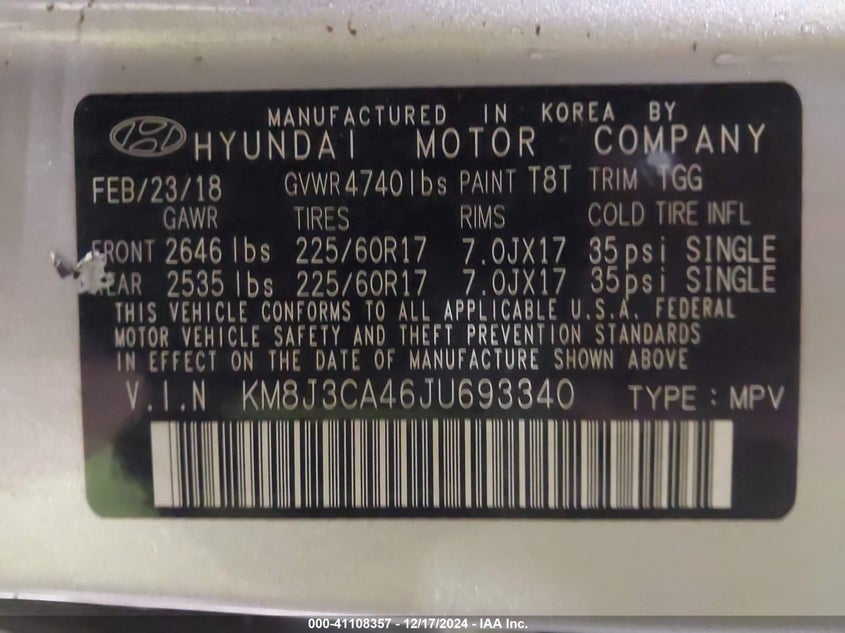 MANUFACTURED IN KOREA BY
HYUNDAI MOTOR COMPANY
FEB/23/18 GVWR 4740lbs PAINT T8T TRIM TGG
GAWR TIRES RIMS COLD TIRE INFL
FRONT 2646 lbs 225/60R17 7.0JX17 35psi SINGLE
REAR 2535 lbs 225/60R17 7.0JX17 35psi SINGLE
THIS VEHICLE CONFORMS TO ALL APPLICABLE U.S.A. FEDERAL
MOTOR VEHICLE SAFETY AND THEFT PREVENTION STANDARDS
IN EFFECT ON THE DATE OF MANUFACTURE SHOWN ABOVE
V.I.N KM8J3CA46JU693340 TYPE : MPV
000-41108357 - 12/17/2024 - IAA Inc.